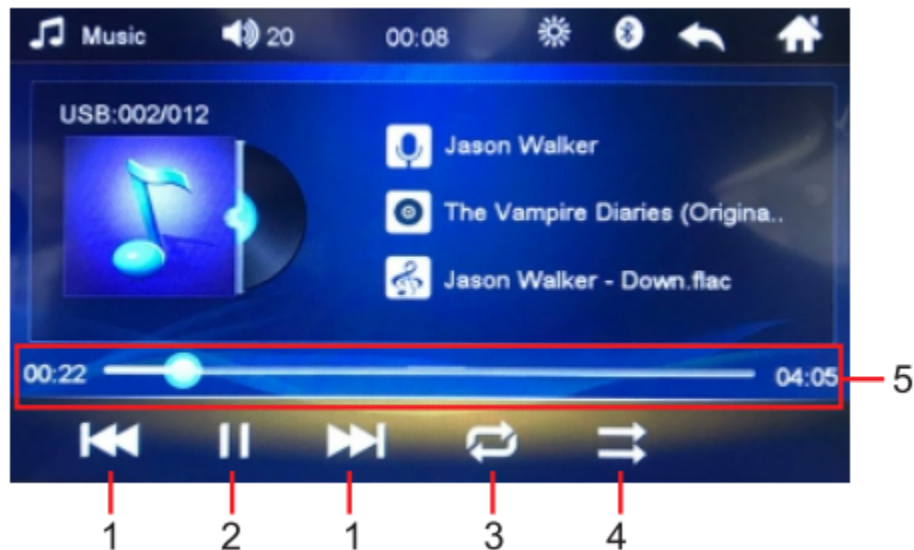 Music 20 00:08
USB:002/012
Jason Walker
The Vampire Diaries (Origina..
Jason Walker - Down.flac
00:22 04:05 5
1 2 1 3 4